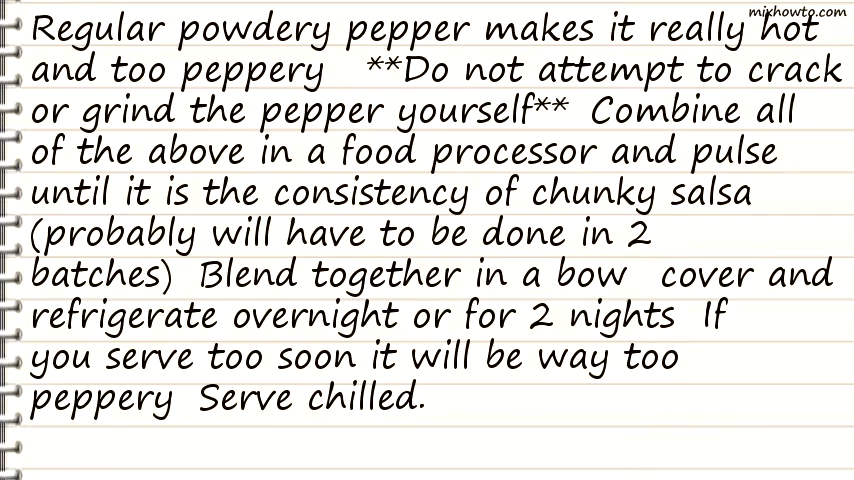 mixhowto.com
Regular powdery pepper makes it really hot
and too peppery   **Do not attempt to crack
or grind the pepper yourself**  Combine all
of the above in a food processor and pulse
until it is the consistency of chunky salsa
(probably will have to be done in 2
batches)  Blend together in a bow   cover and
refrigerate overnight or for 2 nights  If
you serve too soon it will be way too
peppery  Serve chilled.